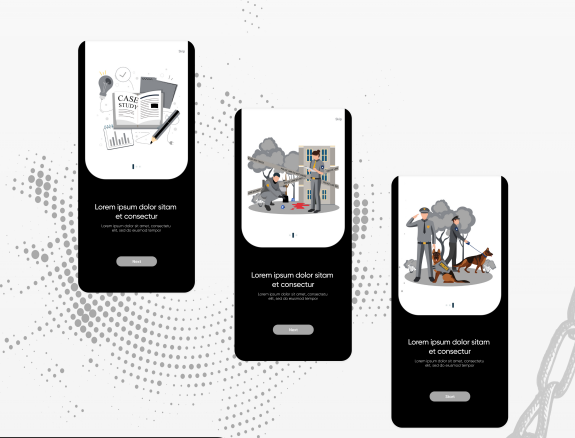 Skip
CASE
STUDY
Lorem ipsum dolor sitam
et consectur
Lorem ipsum dolor sit amet, consectetu
elit, sed do eiusmod tempor
Next
Skip
Lorem ipsum dolor sitam
et consectur
Lorem ipsum dolor sit amet, consectetu
elit, sed do eiusmod tempor
Next
Lorem ipsum dolor sitam
et consectur
Lorem ipsum dolor sit amet, consectetu
elit, sed do eiusmod tempor